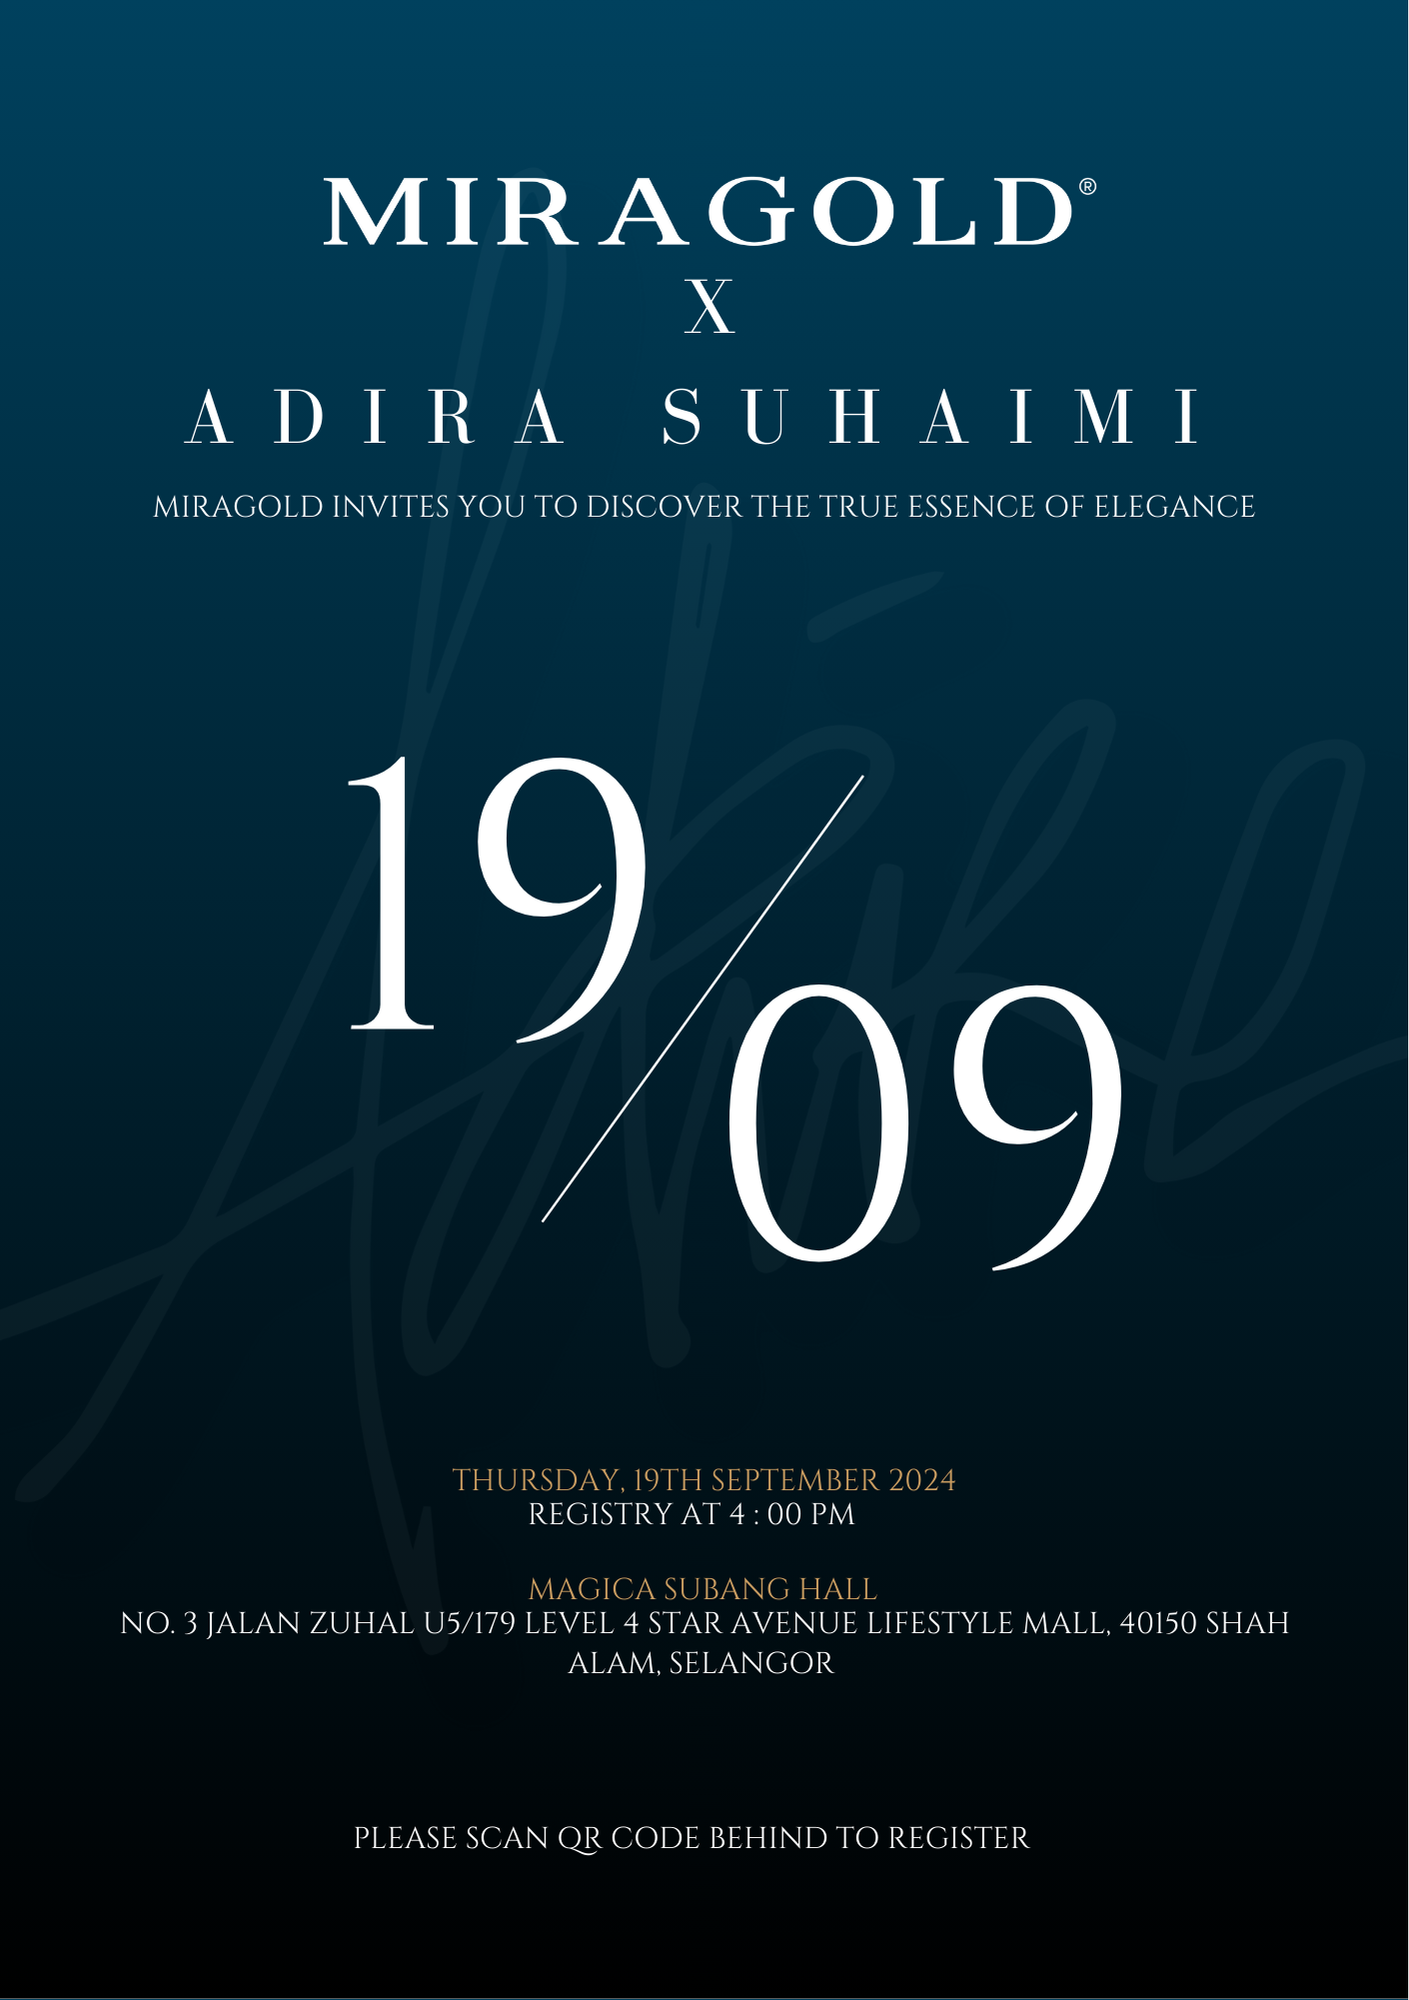 MIRAGOLD®
X
ADIRA SUHAIMI
MIRAGOLD INVITES YOU TO DISCOVER THE TRUE ESSENCE OF ELEGANCE
19/09
THURSDAY, 19TH SEPTEMBER 2024
REGISTRY AT 4 : 00 PM
MAGICA SUBANG HALL
NO. 3 JALAN ZUHAL U5/179 LEVEL 4 STAR AVENUE LIFESTYLE MALL, 40150 SHAH
ALAM, SELANGOR
PLEASE SCAN QR CODE BEHIND TO REGISTER